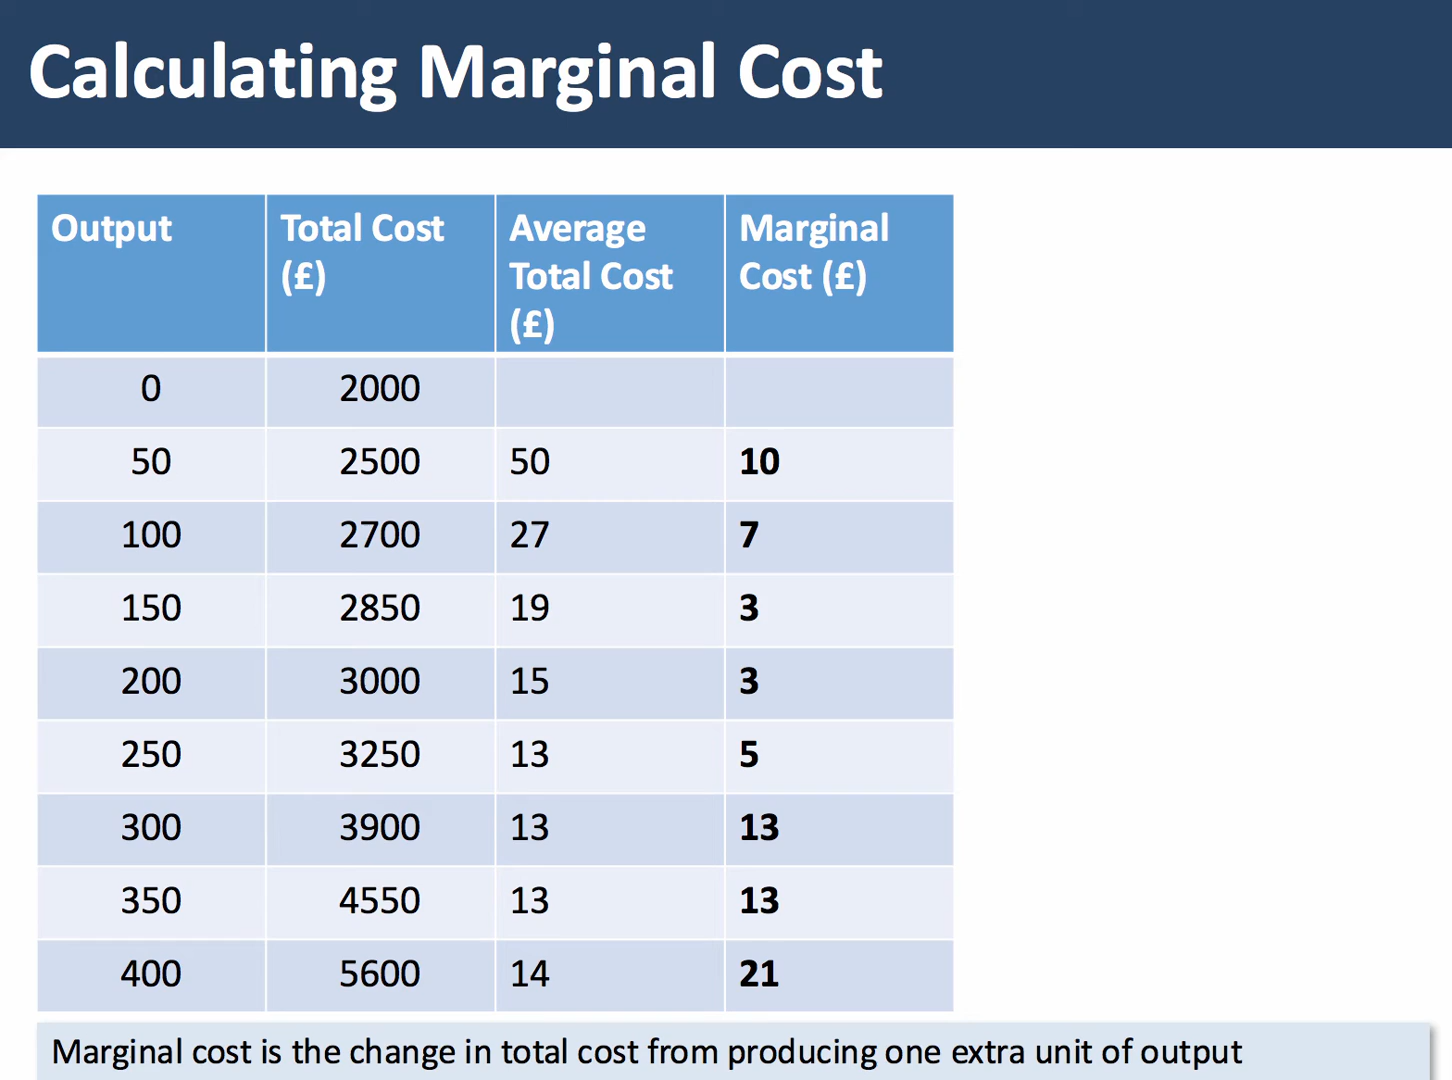 Calculating Marginal Cost
Output Total Cost (£) Average Total Cost (£) Marginal Cost (£)
0 2000
50 2500 50 10
100 2700 27 7
150 2850 19 3
200 3000 15 3
250 3250 13 5
300 3900 13 13
350 4550 13 13
400 5600 14 21
Marginal cost is the change in total cost from producing one extra unit of output